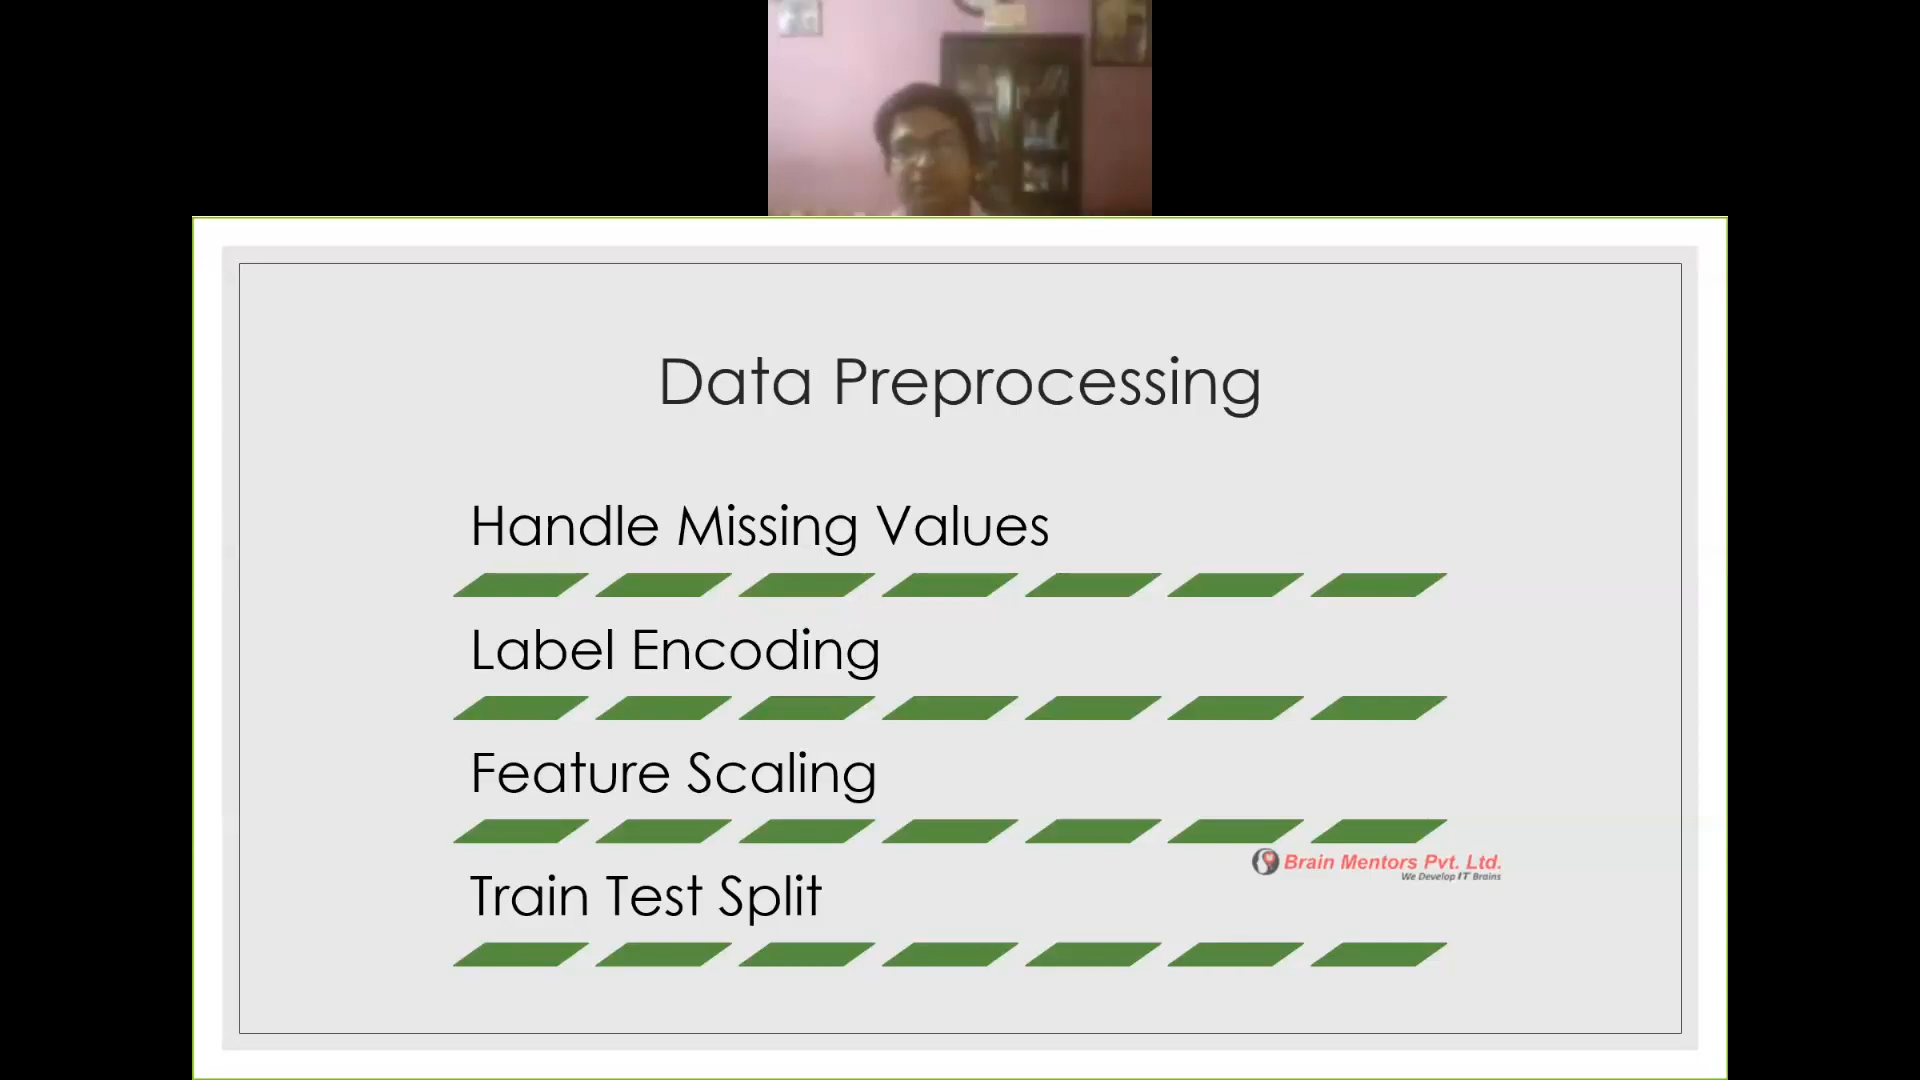 Data Preprocessing
Handle Missing Values
Label Encoding
Feature Scaling
Brain Mentors Pvt. Ltd.
We Develop IT Brains
Train Test Split